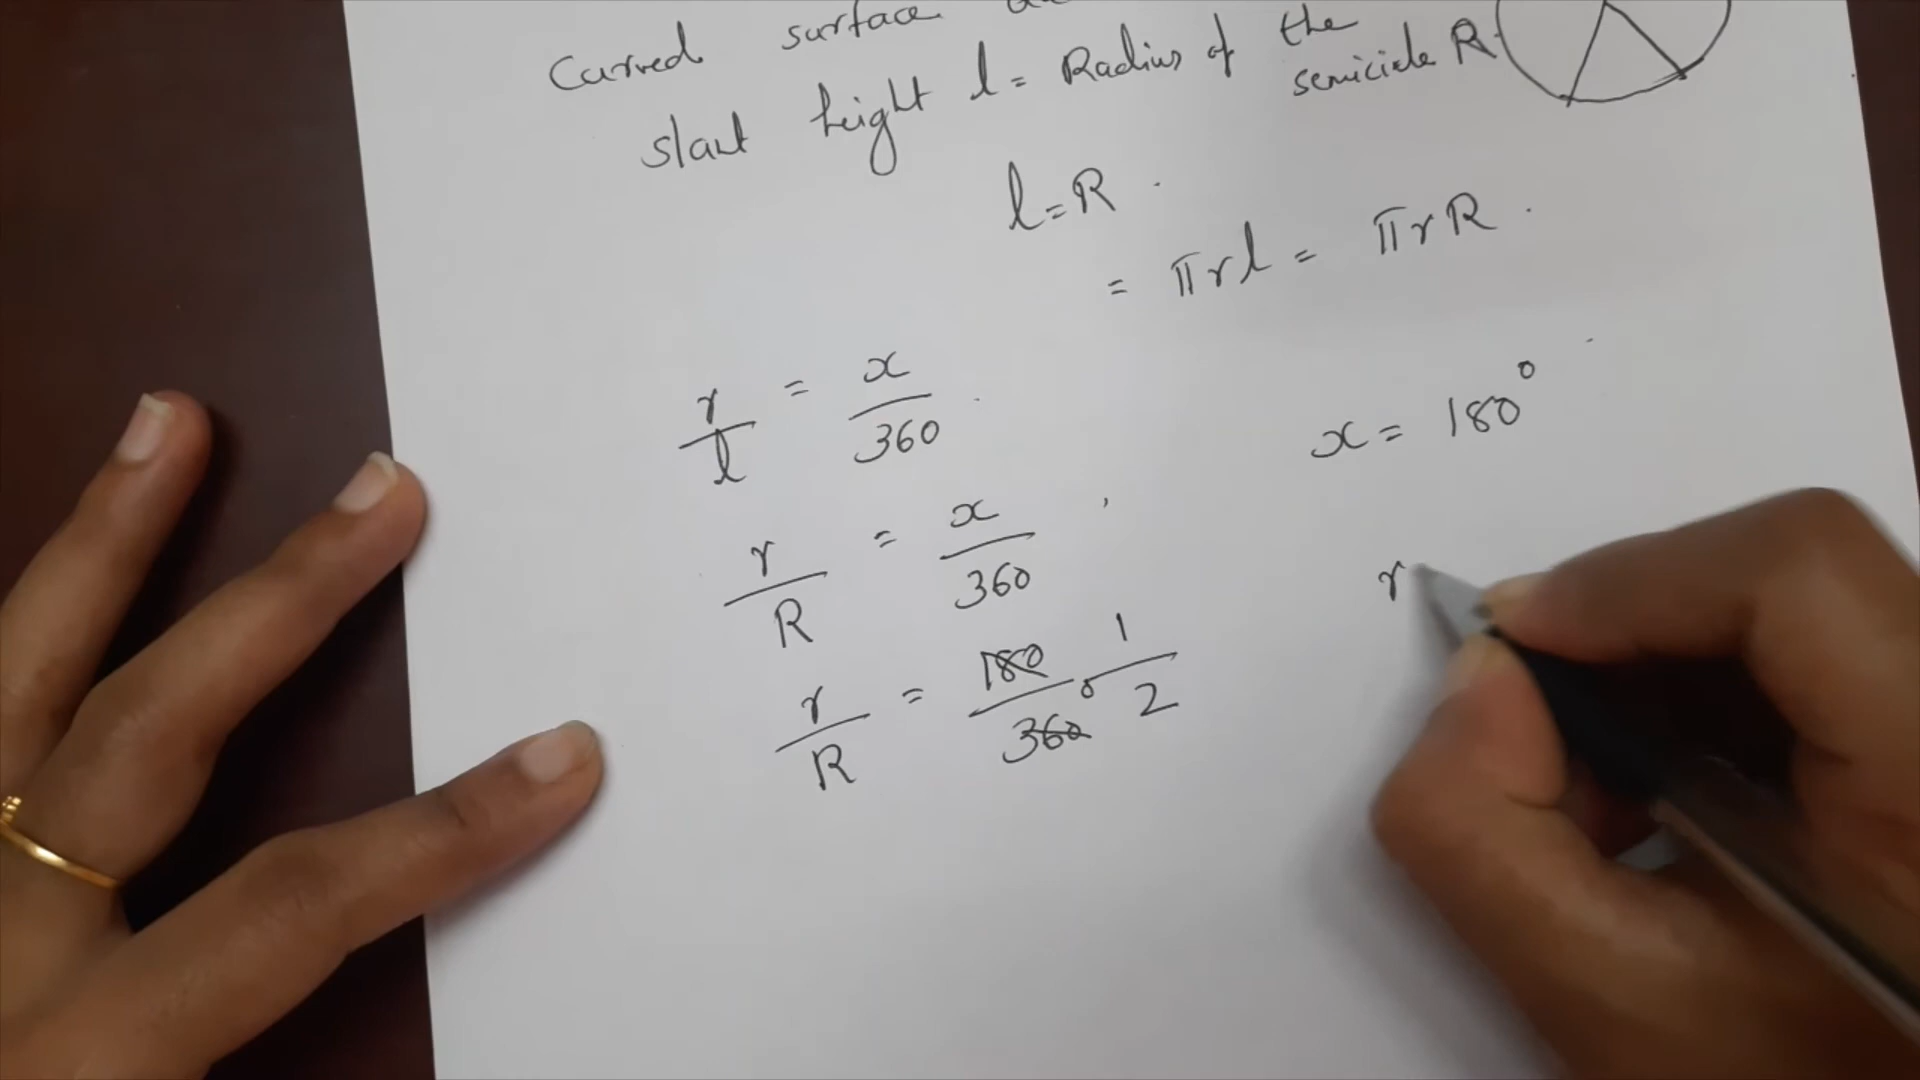 Curved surface
slant height l = Radius of the semicircle R
l = R
= πrl = πrR
r/l = x/360
x = 180°
r/R = x/360
r
r/R = 180/360 = 1/2